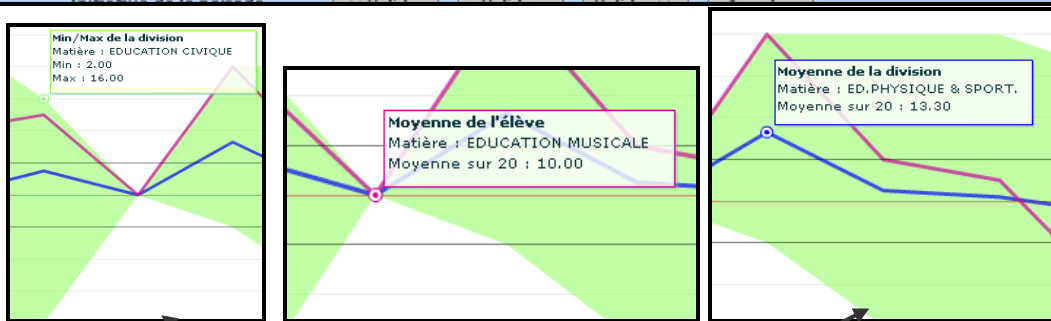 Min/Max de la division
Matière : EDUCATION CIVIQUE
Min : 2.00
Max : 16.00
Moyenne de l'élève
Matière : EDUCATION MUSICALE
Moyenne sur 20 : 10.00
Moyenne de la division
Matière : ED.PHYSIQUE & SPORT.
Moyenne sur 20 : 13.30